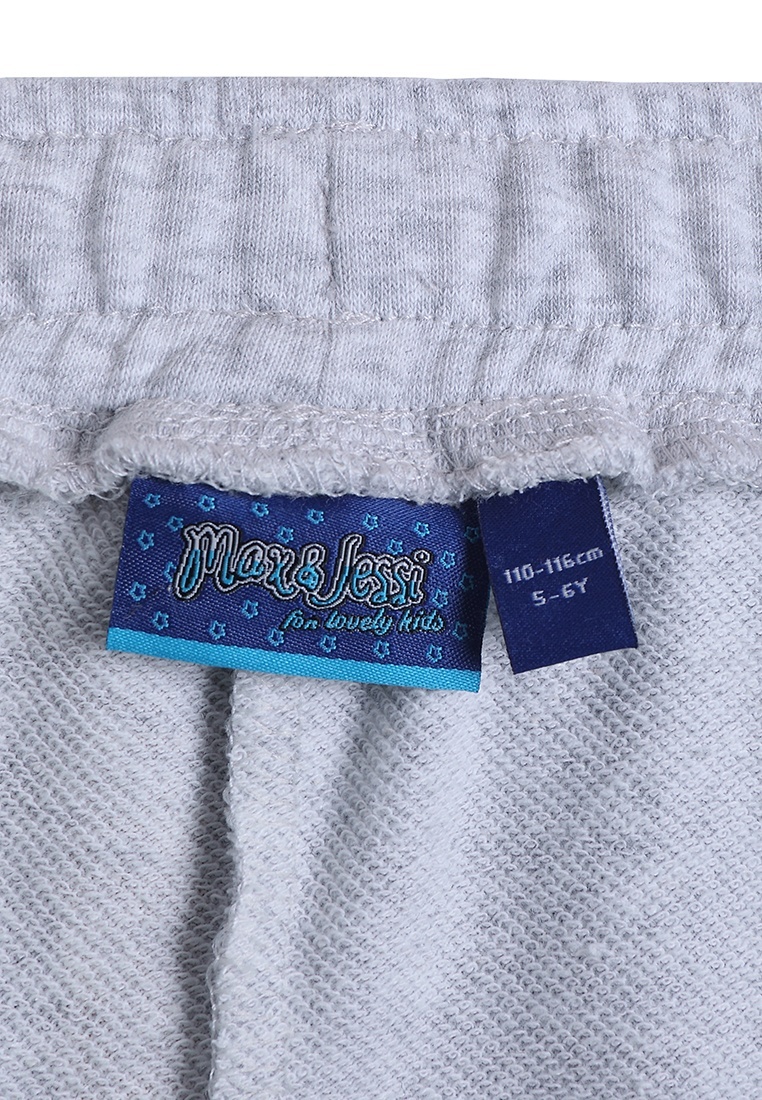 Max&Jessi
for lovely kids
110-116cm
5-6Y